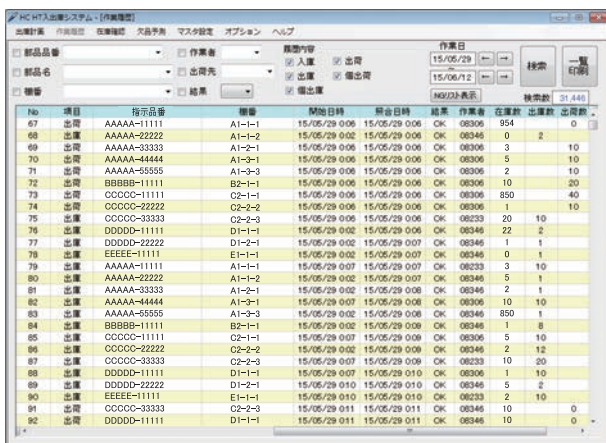 HC HT入出庫システム - [作業履歴]
出庫計画 作業履歴 在庫確認 欠品予測 マスタ設定 オプション ヘルプ
部品品番 作業者 履歴内容 作業日
入庫 出荷 15/05/29 ← → 検索 一覧印刷
部品名 出荷先 出庫 個出荷 ~
15/06/12 ← →
棚番 結果 個出庫 NGリスト表示 検索数 31,446
No 項目 指示品番 棚番 開始日時 照合日時 結果 作業者 在庫数 出庫数 出荷数
67 出荷 AAAAA-11111 A1-1-1 15/05/29 0:06 15/05/29 0:06 OK 08306 954 0
68 出庫 AAAAA-22222 A1-1-2 15/05/29 0:02 15/05/29 0:06 OK 08346 0 2
69 出荷 AAAAA-33333 A1-2-1 15/05/29 0:06 15/05/29 0:06 OK 08306 3 10
70 出荷 AAAAA-44444 A1-3-1 15/05/29 0:06 15/05/29 0:06 OK 08306 5 10
71 出荷 AAAAA-55555 A1-3-3 15/05/29 0:06 15/05/29 0:06 OK 08306 2 10
72 出荷 BBBBB-11111 B2-1-1 15/05/29 0:06 15/05/29 0:06 OK 08306 10 20
73 出荷 CCCCC-11111 C2-1-1 15/05/29 0:06 15/05/29 0:06 OK 08306 850 40
74 出荷 CCCCC-22222 C2-2-2 15/05/29 0:06 15/05/29 0:06 OK 08306 1 10
75 出庫 CCCCC-33333 C2-2-3 15/05/29 0:06 15/05/29 0:06 OK 08233 20 10
76 出庫 DDDDD-11111 D1-1-1 15/05/29 0:02 15/05/29 0:06 OK 08346 22 2
77 出庫 DDDDD-22222 D1-2-1 15/05/29 0:02 15/05/29 0:07 OK 08346 1 1
78 出庫 EEEEE-11111 E1-1-1 15/05/29 0:02 15/05/29 0:07 OK 08346 0 1
79 出庫 AAAAA-11111 A1-1-1 15/05/29 0:07 15/05/29 0:07 OK 08233 3 10
80 出庫 AAAAA-22222 A1-1-2 15/05/29 0:02 15/05/29 0:07 OK 08346 5 1
81 出庫 AAAAA-33333 A1-2-1 15/05/29 0:02 15/05/29 0:08 OK 08346 2 1
82 出庫 AAAAA-44444 A1-3-1 15/05/29 0:07 15/05/29 0:08 OK 08306 10 10
83 出庫 AAAAA-55555 A1-3-3 15/05/29 0:02 15/05/29 0:08 OK 08346 850 1
84 出庫 BBBBB-11111 B2-1-1 15/05/29 0:02 15/05/29 0:09 OK 08346 1 8
85 出庫 CCCCC-11111 C2-1-1 15/05/29 0:07 15/05/29 0:09 OK 08306 5 10
86 出庫 CCCCC-22222 C2-2-2 15/05/29 0:02 15/05/29 0:09 OK 08346 2 12
87 出庫 CCCCC-33333 C2-2-3 15/05/29 0:07 15/05/29 0:09 OK 08233 10 20
88 出庫 DDDDD-11111 D1-1-1 15/05/29 0:07 15/05/29 0:10 OK 08306 1 10
89 出庫 DDDDD-22222 D1-2-1 15/05/29 0:10 15/05/29 0:10 OK 08346 5 2
90 出庫 EEEEE-11111 E1-1-1 15/05/29 0:10 15/05/29 0:10 OK 08233 2 10
91 出荷 CCCCC-33333 C2-2-3 15/05/29 0:11 15/05/29 0:11 OK 08346 10 0
92 出荷 DDDDD-11111 D1-1-1 15/05/29 0:11 15/05/29 0:11 OK 08346 10 0